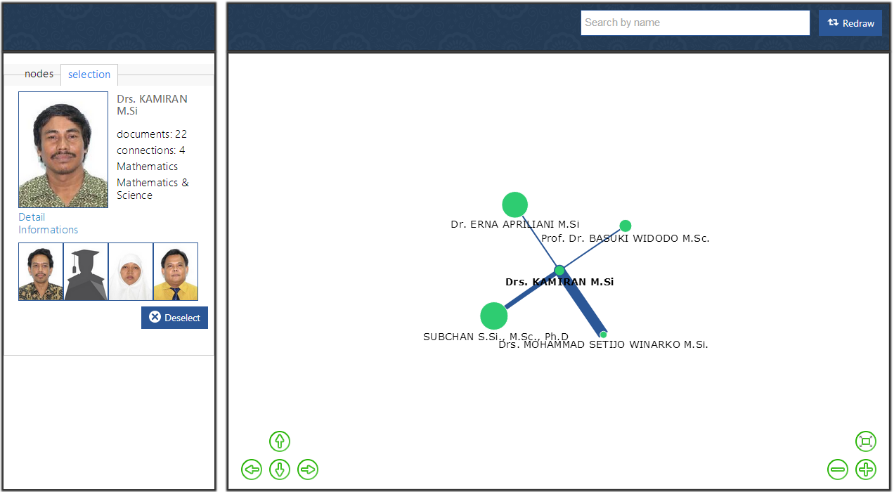 Search by name
Redraw
nodes
selection
Drs. KAMIRAN
M.Si
documents: 22
connections: 4
Mathematics
Mathematics &
Science
Detail
Informations
Deselect
Dr. ERNA APRILIANI M.Si
Prof. Dr. BASUKI WIDODO M.Sc.
Drs. KAMIRAN M.Si
SUBCHAN S.Si., M.Sc., Ph.D
Drs. MOHAMMAD SETIJO WINARKO M.Si.